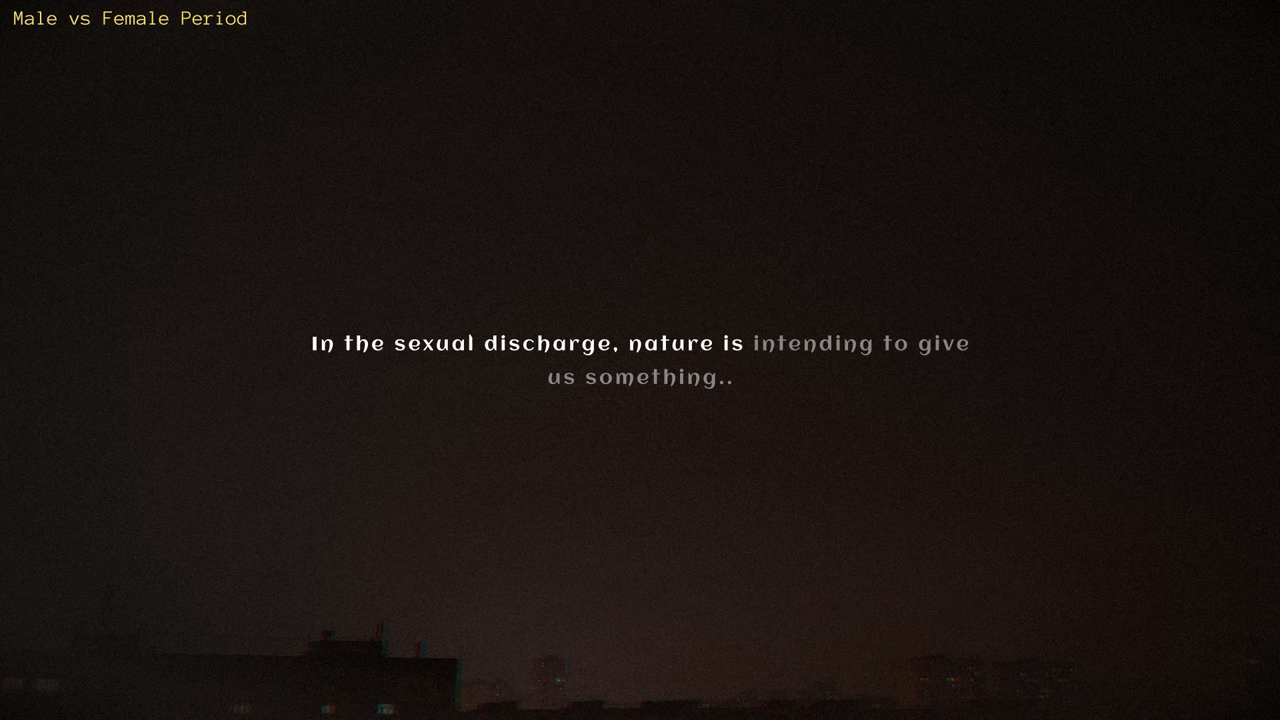 Male vs Female Period
In the sexual discharge, nature is intending to give
us something..